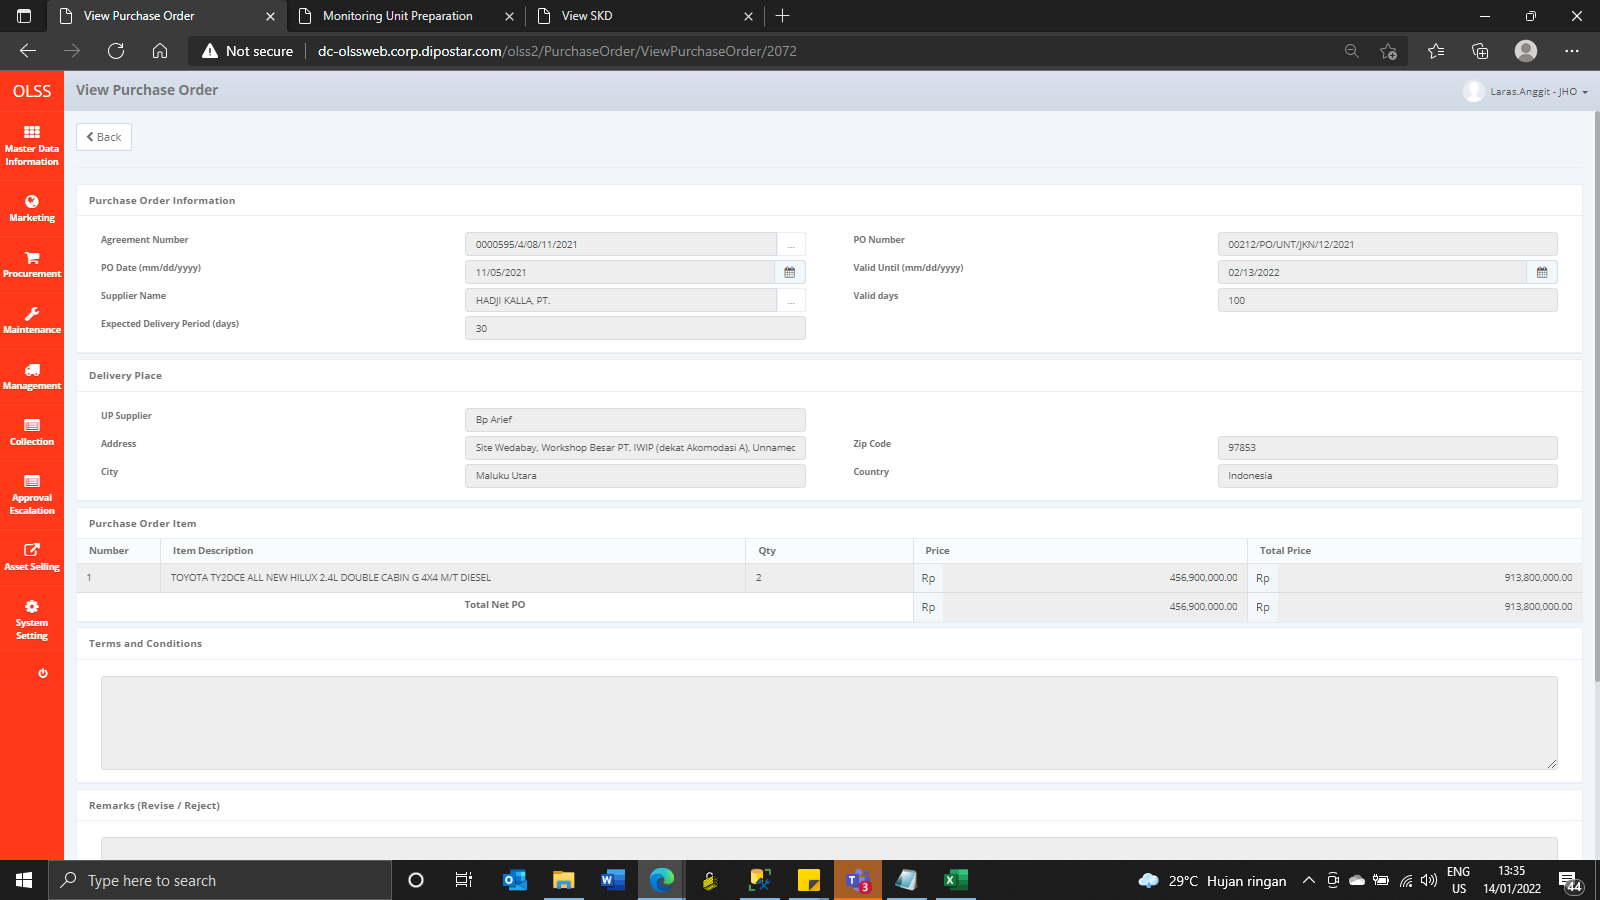 View Purchase Order
Monitoring Unit Preparation
View SKD
Not secure
dc-olssweb.corp.dipostar.com/olss2/PurchaseOrder/ViewPurchaseOrder/2072
OLSS
View Purchase Order
Laras.Anggit - JHO
Back
Master Data
Information
Marketing
Procurement
Maintenance
Management
Collection
Approval
Escalation
Asset Selling
System
Setting
Purchase Order Information
Agreement Number
0000595/4/08/11/2021
...
PO Number
00212/PO/UNT/JKN/12/2021
PO Date (mm/dd/yyyy)
11/05/2021
Valid Until (mm/dd/yyyy)
02/13/2022
Supplier Name
HADJI KALLA, PT.
...
Valid days
100
Expected Delivery Period (days)
30
Delivery Place
UP Supplier
Bp Arief
Address
Site Wedabay, Workshop Besar PT. IWIP (dekat Akomodasi A), Unnamec
Zip Code
97853
City
Maluku Utara
Country
Indonesia
Purchase Order Item
Number Item Description Qty Price Total Price
1 TOYOTA TY2DCE ALL NEW HILUX 2.4L DOUBLE CABIN G 4X4 M/T DIESEL 2 Rp 456,900,000.00 Rp 913,800,000.00
Total Net PO Rp 456,900,000.00 Rp 913,800,000.00
Terms and Conditions
Remarks (Revise / Reject)
Type here to search
3
29°C Hujan ringan
ENG
US
13:35
14/01/2022
44